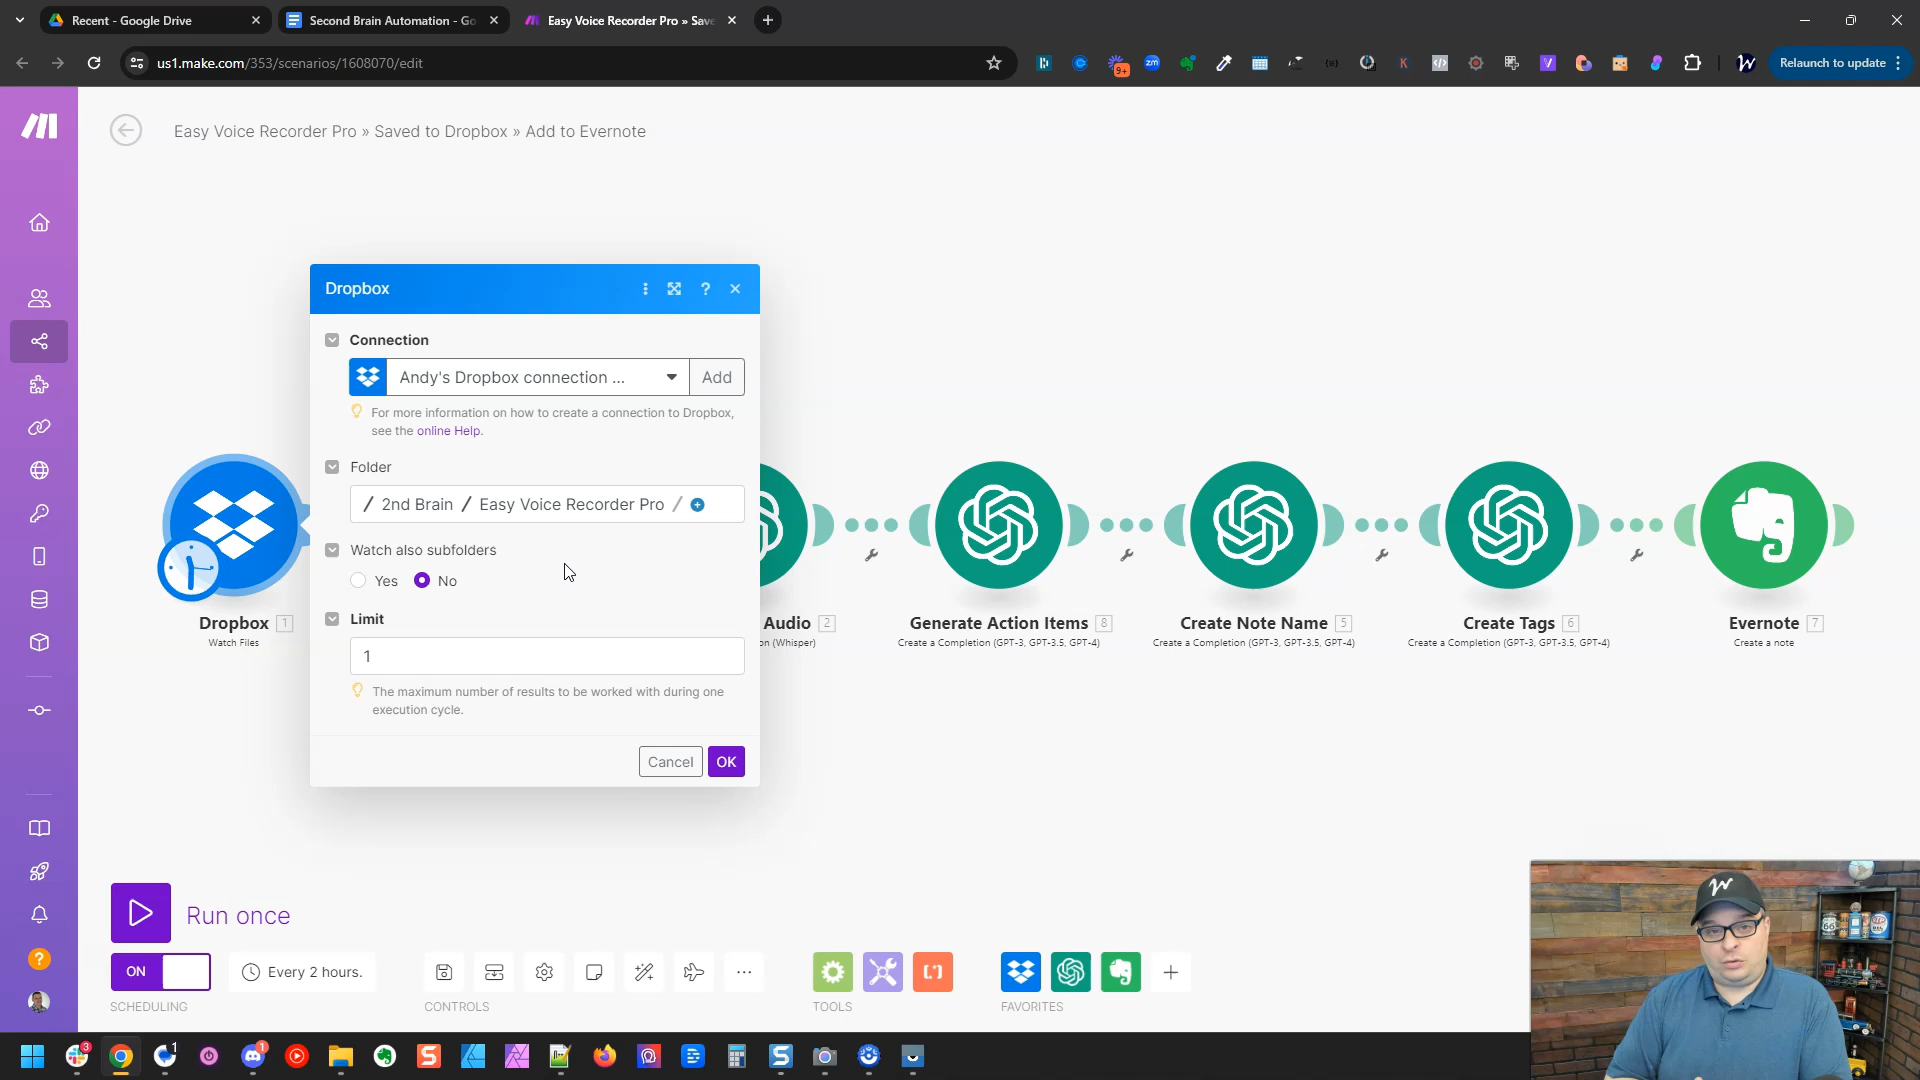 Recent - Google Drive
Second Brain Automation - Go
Easy Voice Recorder Pro » Save
us1.make.com/353/scenarios/1608070/edit
9+
zm
Relaunch to update
Easy Voice Recorder Pro » Saved to Dropbox » Add to Evernote
Dropbox
Connection
Andy's Dropbox connection ...
Add
For more information on how to create a connection to Dropbox,
see the online Help.
Folder
/ 2nd Brain / Easy Voice Recorder Pro /
Watch also subfolders
Yes No
Limit
1
The maximum number of results to be worked with during one
execution cycle.
Cancel OK
Dropbox 1
Watch Files
Audio 2
on (Whisper)
Generate Action Items 8
Create a Completion (GPT-3, GPT-3.5, GPT-4)
Create Note Name 5
Create a Completion (GPT-3, GPT-3.5, GPT-4)
Create Tags 6
Create a Completion (GPT-3, GPT-3.5, GPT-4)
Evernote 7
Create a note
Run once
ON
Every 2 hours.
SCHEDULING
CONTROLS
TOOLS
FAVORITES
3
1
1